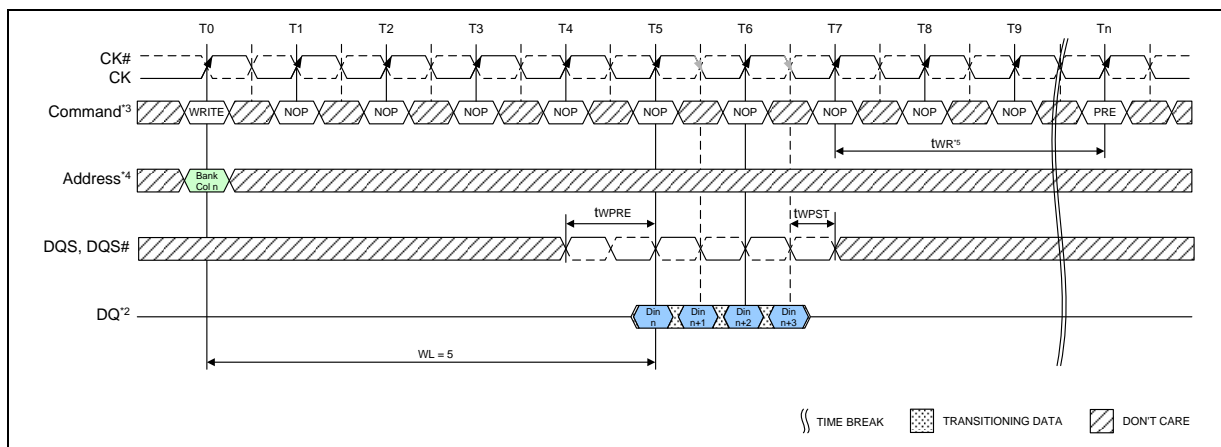 T0 T1 T2 T3 T4 T5 T6 T7 T8 T9 Tn
CK#
CK
Command*3 WRITE NOP NOP NOP NOP NOP NOP NOP NOP NOP PRE
tWR*5
Address*4 Bank
Col n
tWPRE tWPST
DQS, DQS#
DQ*2 Din
n Din
n+1 Din
n+2 Din
n+3
WL = 5
TIME BREAK TRANSITIONING DATA DON'T CARE